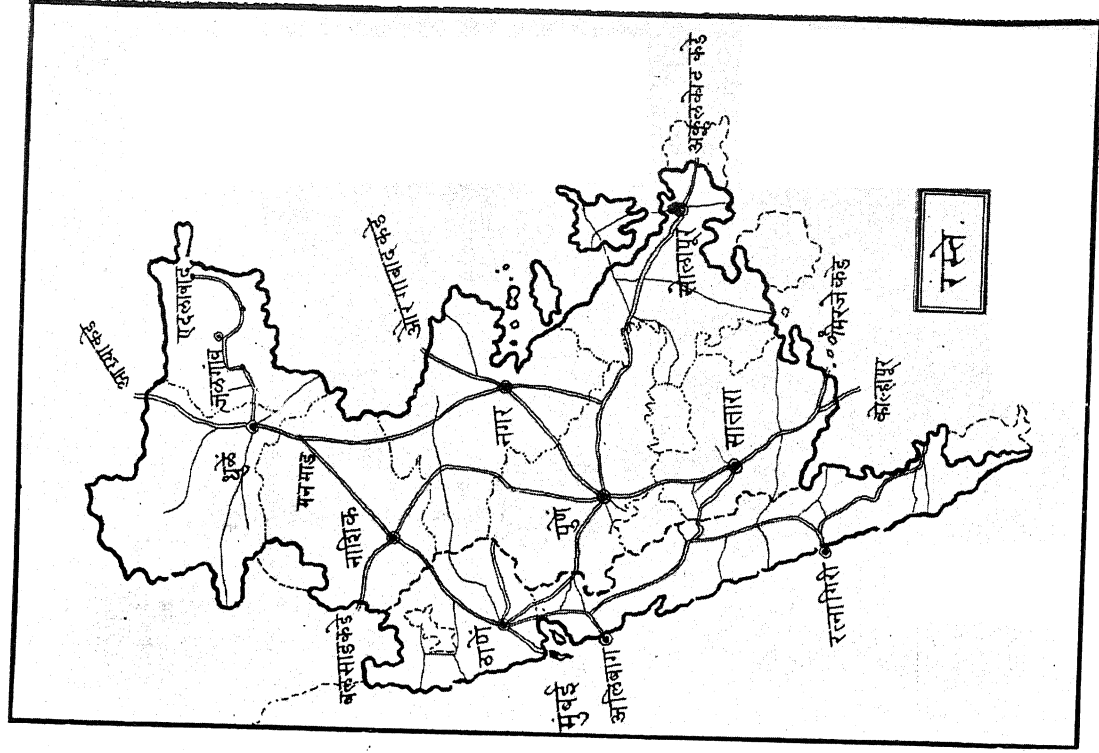 रस्ते.
आग्र्याकडे
एदलाबाद
जळगांव
धुळे
मनमाड
औरंगाबाद कडे
नाशिक
बलसाडकडे
नगर
ठाणे
मुंबई
पुणे
अलिबाग
सोलापूर
अक्कलकोट कडे
सातारा
मिरजे कडे
कोल्हापूर
रत्नागिरी